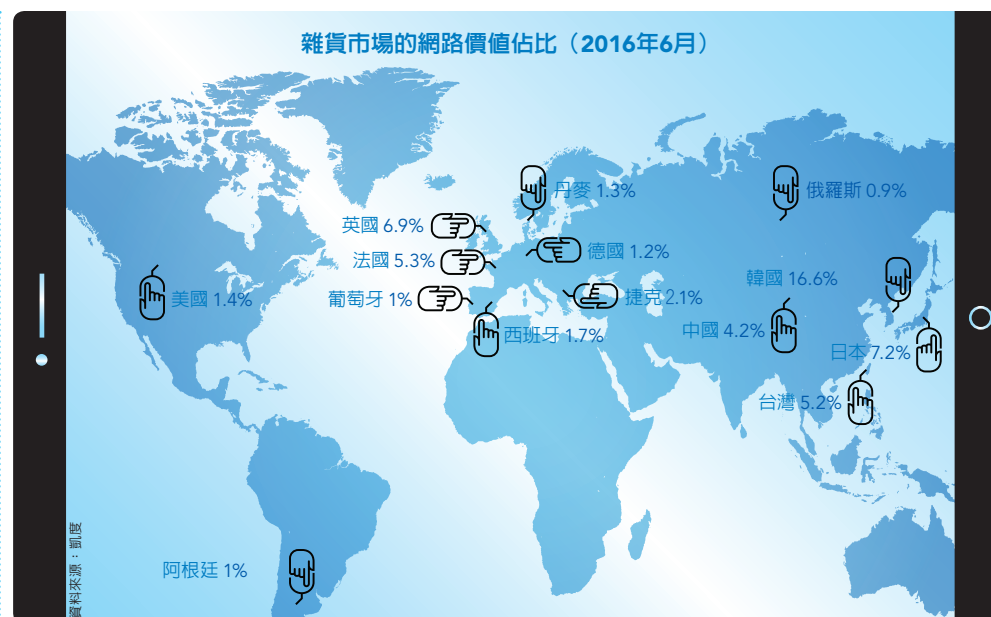 雜貨市場的網路價值佔比（2016年6月）
丹麥 1.3%
俄羅斯 0.9%
英國 6.9%
德國 1.2%
法國 5.3%
韓國 16.6%
美國 1.4%
葡萄牙 1%
捷克 2.1%
西班牙 1.7%
中國 4.2%
日本 7.2%
台灣 5.2%
阿根廷 1%
資料來源：凱度